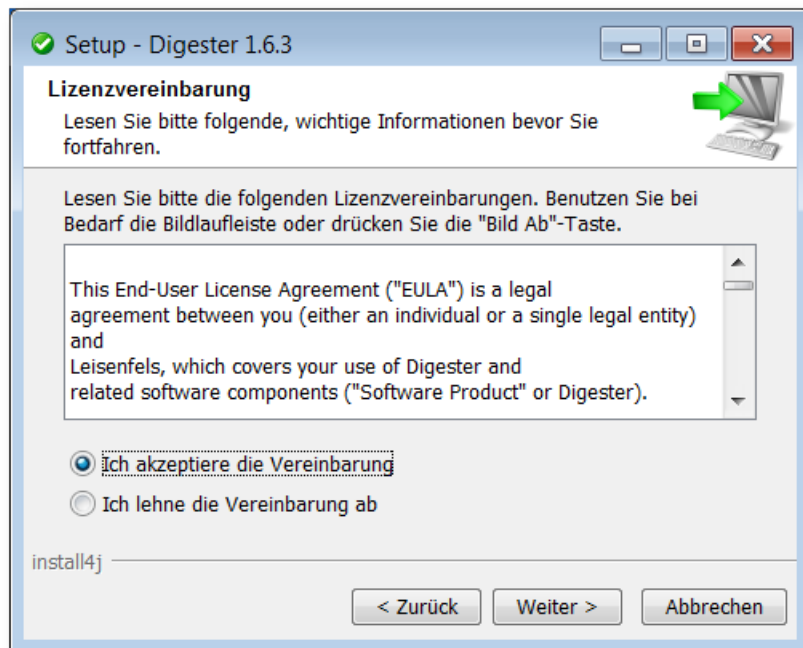 Setup - Digester 1.6.3
Lizenzvereinbarung
Lesen Sie bitte folgende, wichtige Informationen bevor Sie
fortfahren.
Lesen Sie bitte die folgenden Lizenzvereinbarungen. Benutzen Sie bei
Bedarf die Bildlaufleiste oder drücken Sie die "Bild Ab"-Taste.
This End-User License Agreement ("EULA") is a legal
agreement between you (either an individual or a single legal entity)
and
Leisenfels, which covers your use of Digester and
related software components ("Software Product" or Digester).
Ich akzeptiere die Vereinbarung
Ich lehne die Vereinbarung ab
install4j
< Zurück Weiter > Abbrechen